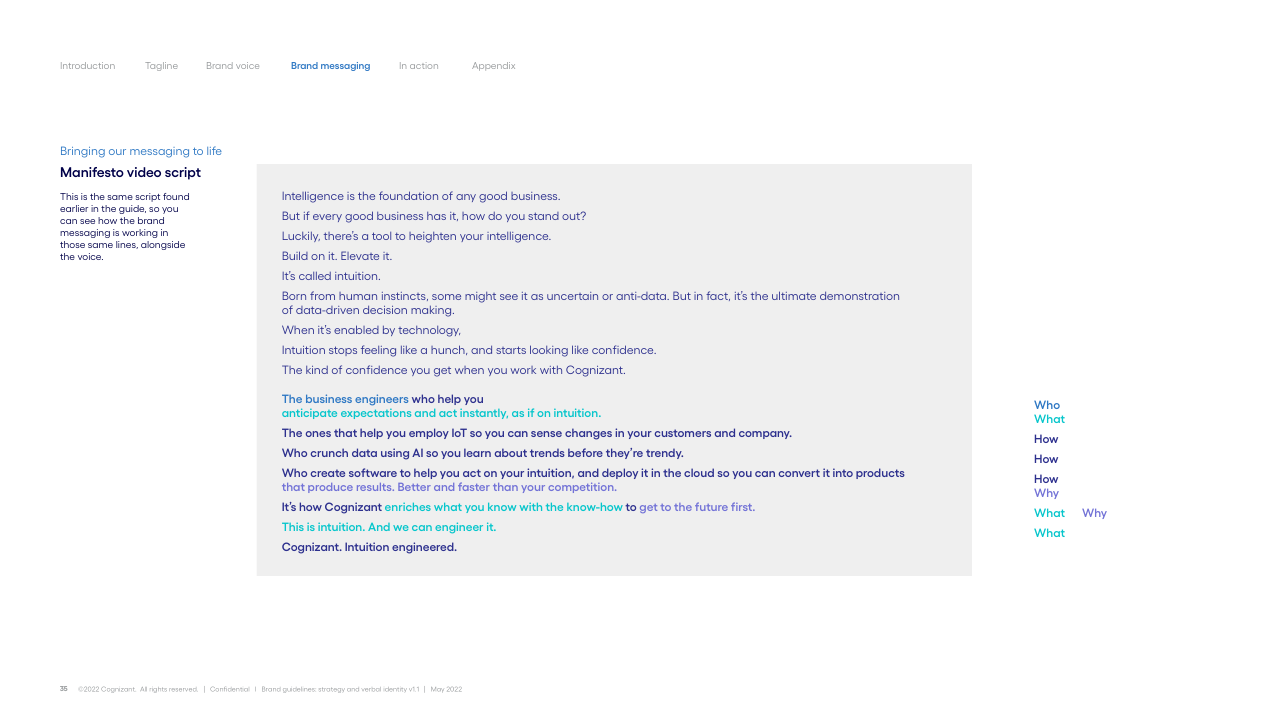 Introduction Tagline Brand voice Brand messaging In action Appendix
Bringing our messaging to life
Manifesto video script
This is the same script found
earlier in the guide, so you
can see how the brand
messaging is working in
those same lines, alongside
the voice.
Intelligence is the foundation of any good business.
But if every good business has it, how do you stand out?
Luckily, there’s a tool to heighten your intelligence.
Build on it. Elevate it.
It’s called intuition.
Born from human instincts, some might see it as uncertain or anti-data. But in fact, it’s the ultimate demonstration
of data-driven decision making.
When it’s enabled by technology,
Intuition stops feeling like a hunch, and starts looking like confidence.
The kind of confidence you get when you work with Cognizant.
The business engineers who help you
anticipate expectations and act instantly, as if on intuition.
The ones that help you employ IoT so you can sense changes in your customers and company.
Who crunch data using AI so you learn about trends before they’re trendy.
Who create software to help you act on your intuition, and deploy it in the cloud so you can convert it into products
that produce results. Better and faster than your competition.
It’s how Cognizant enriches what you know with the know-how to get to the future first.
This is intuition. And we can engineer it.
Cognizant. Intuition engineered.
Who
What
How
How
How
Why
What Why
What
35 ©2022 Cognizant. All rights reserved. | Confidential | Brand guidelines: strategy and verbal identity v1.1 | May 2022